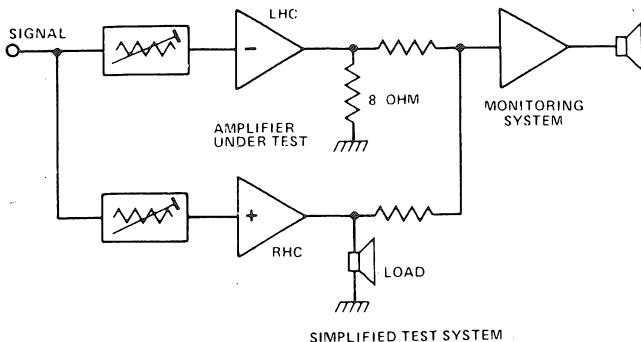 SIGNAL
LHC
−
8 OHM
AMPLIFIER
UNDER TEST
MONITORING
SYSTEM
+
RHC
LOAD
SIMPLIFIED TEST SYSTEM